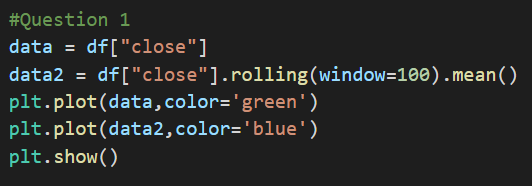 #Question 1
data = df["close"]
data2 = df["close"].rolling(window=100).mean()
plt.plot(data,color='green')
plt.plot(data2,color='blue')
plt.show()